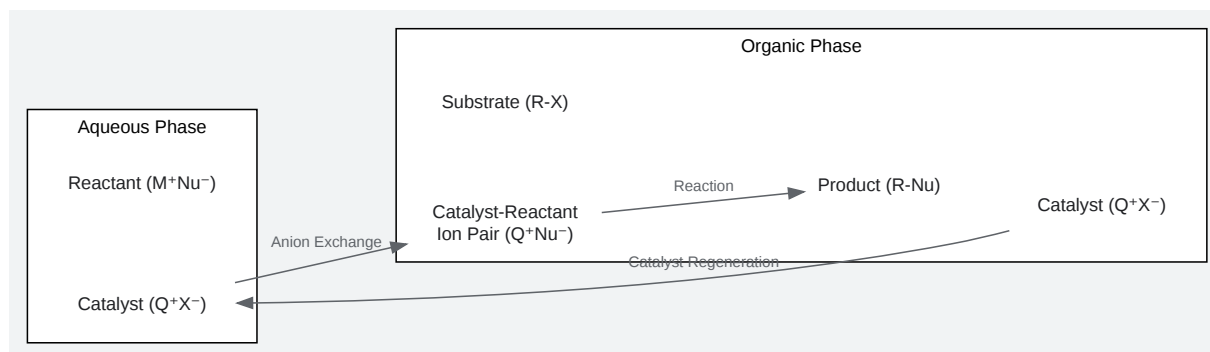 Organic Phase
Substrate (R-X)
Aqueous Phase
Reactant (M⁺Nu⁻)
Reaction
Product (R-Nu)
Catalyst-Reactant
Ion Pair (Q⁺Nu⁻)
Catalyst (Q⁺X⁻)
Anion Exchange
Catalyst Regeneration
Catalyst (Q⁺X⁻)